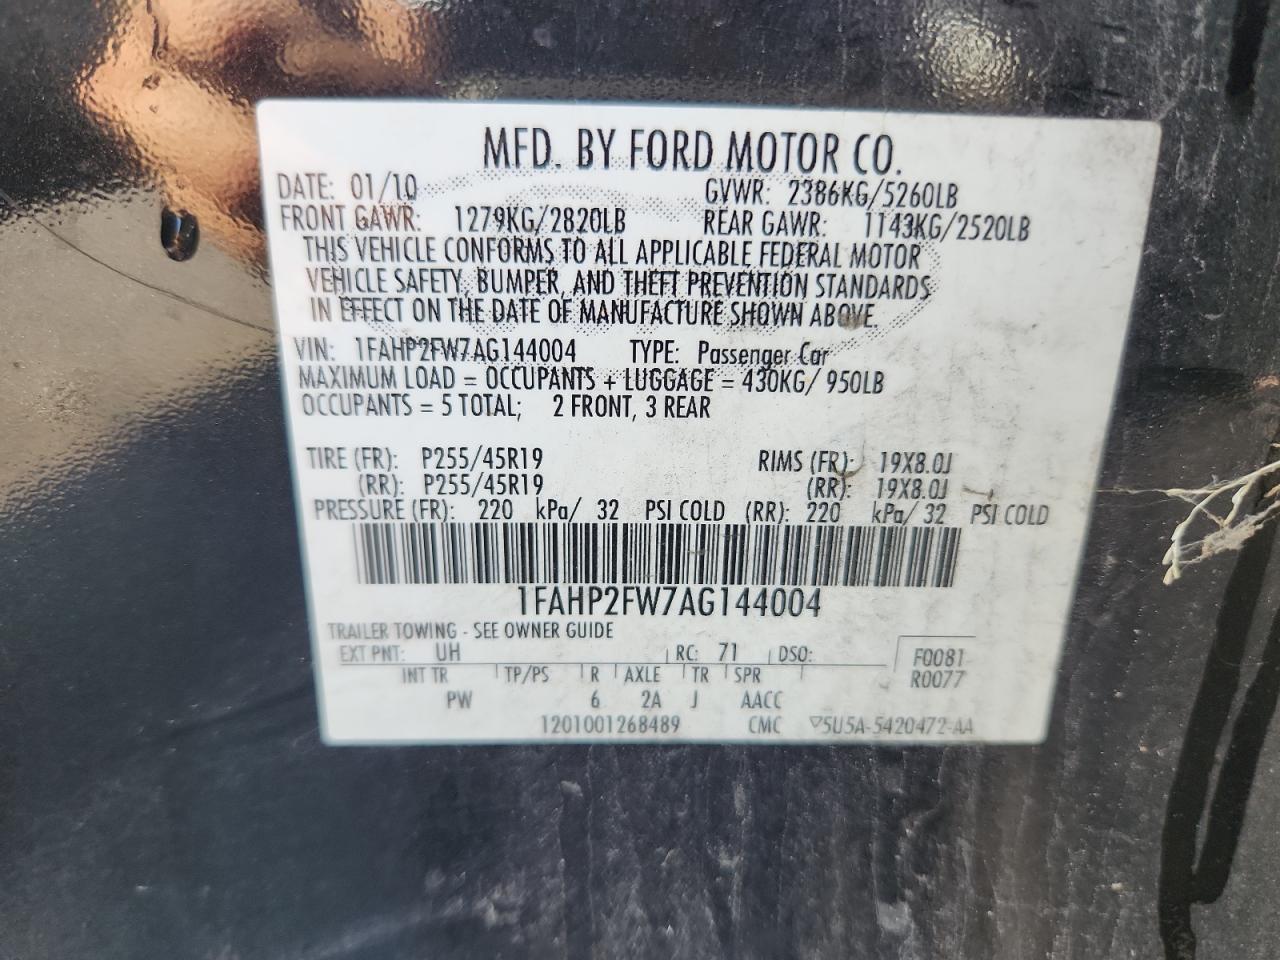 MFD. BY FORD MOTOR CO.
DATE: 01/10 GVWR: 2386KG/5260LB
FRONT GAWR: 1279KG/2820LB REAR GAWR: 1143KG/2520LB
THIS VEHICLE CONFORMS TO ALL APPLICABLE FEDERAL MOTOR
VEHICLE SAFETY, BUMPER, AND THEFT PREVENTION STANDARDS
IN EFFECT ON THE DATE OF MANUFACTURE SHOWN ABOVE.
VIN: 1FAHP2FW7AG144004 TYPE: Passenger Car
MAXIMUM LOAD = OCCUPANTS + LUGGAGE = 430KG/ 950LB
OCCUPANTS = 5 TOTAL; 2 FRONT, 3 REAR
TIRE (FR): P255/45R19 RIMS (FR): 19X8.0J
(RR): P255/45R19 (RR): 19X8.0J
PRESSURE (FR): 220 kPa/ 32 PSI COLD (RR): 220 kPa/ 32 PSI COLD
1FAHP2FW7AG144004
TRAILER TOWING - SEE OWNER GUIDE
EXT PNT: UH RC: 71 DSO: F0081
INT TR TP/PS R AXLE TR SPR R0077
PW 6 2A J AACC
1201001268489 CMC ▽5U5A-5420472-AA